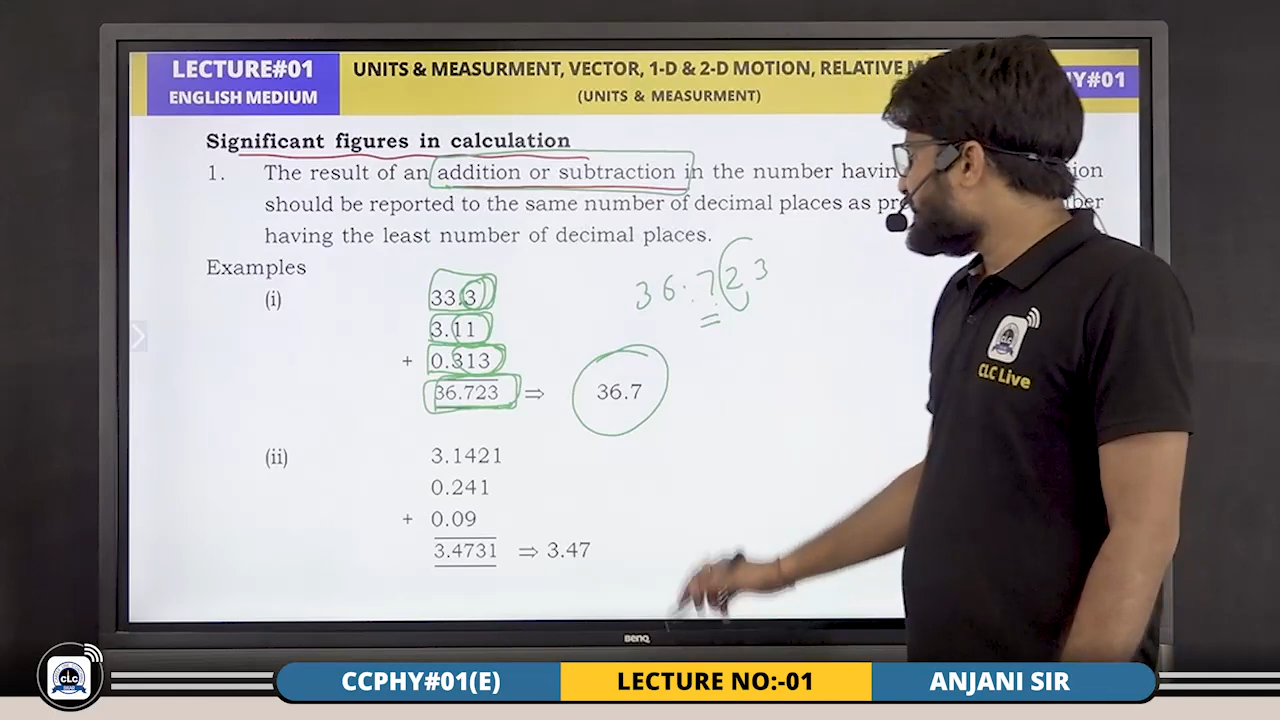 LECTURE#01
ENGLISH MEDIUM
UNITS & MEASURMENT, VECTOR, 1-D & 2-D MOTION, RELATIVE
(UNITS & MEASURMENT)
Y#01
Significant figures in calculation
1. The result of an addition or subtraction in the number
should be reported to the same number of decimal places as
having the least number of decimal places.
Examples
(i) 33.3
3.11
+ 0.313
36.723 ⇒ 36.7
36.723
(ii) 3.1421
0.241
+ 0.09
3.4731 ⇒ 3.47
BenQ
CLC Live
CLC
CCPHY#01(E)
LECTURE NO:-01
ANJANI SIR